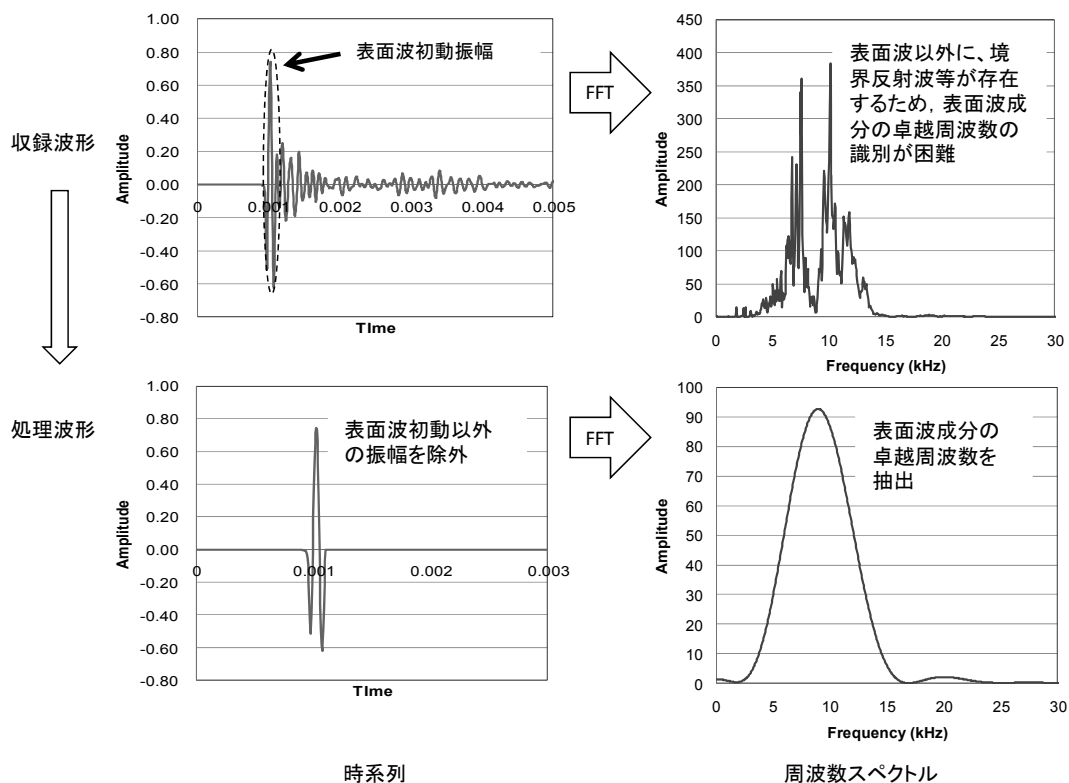 収録波形
1.00
0.80
0.60
0.40
0.20
0.00
-0.20
-0.40
-0.60
-0.80
Amplitude
0 0.001 0.002 0.003 0.004 0.005
TIme
表面波初動振幅
FFT
450
400
350
300
250
200
150
100
50
0
Amplitude
0 5 10 15 20 25 30
Frequency (kHz)
表面波以外に、境
界反射波等が存在
するため，表面波成
分の卓越周波数の
識別が困難
処理波形
1.00
0.80
0.60
0.40
0.20
0.00
-0.20
-0.40
-0.60
-0.80
Amplitude
0 0.001 0.002 0.003
TIme
表面波初動以外
の振幅を除外
FFT
100
90
80
70
60
50
40
30
20
10
0
Amplitude
0 5 10 15 20 25 30
Frequency (kHz)
表面波成分の
卓越周波数を
抽出
時系列
周波数スペクトル